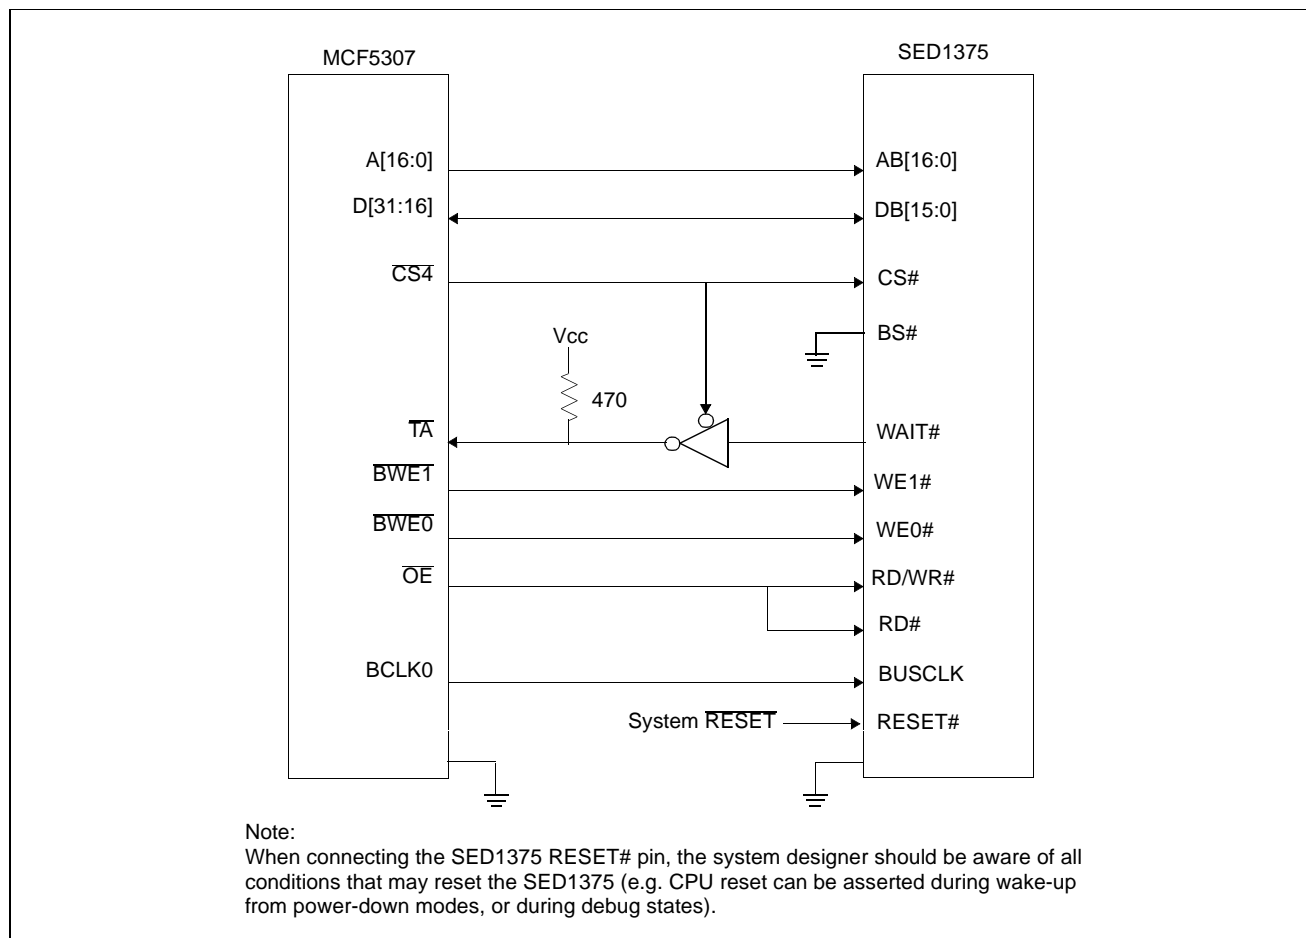 MCF5307
SED1375
A[16:0]
AB[16:0]
D[31:16]
DB[15:0]
CS4
CS#
BS#
Vcc
470
TA
WAIT#
BWE1
WE1#
BWE0
WE0#
OE
RD/WR#
RD#
BCLK0
BUSCLK
System RESET
RESET#
Note:
When connecting the SED1375 RESET# pin, the system designer should be aware of all
conditions that may reset the SED1375 (e.g. CPU reset can be asserted during wake-up
from power-down modes, or during debug states).